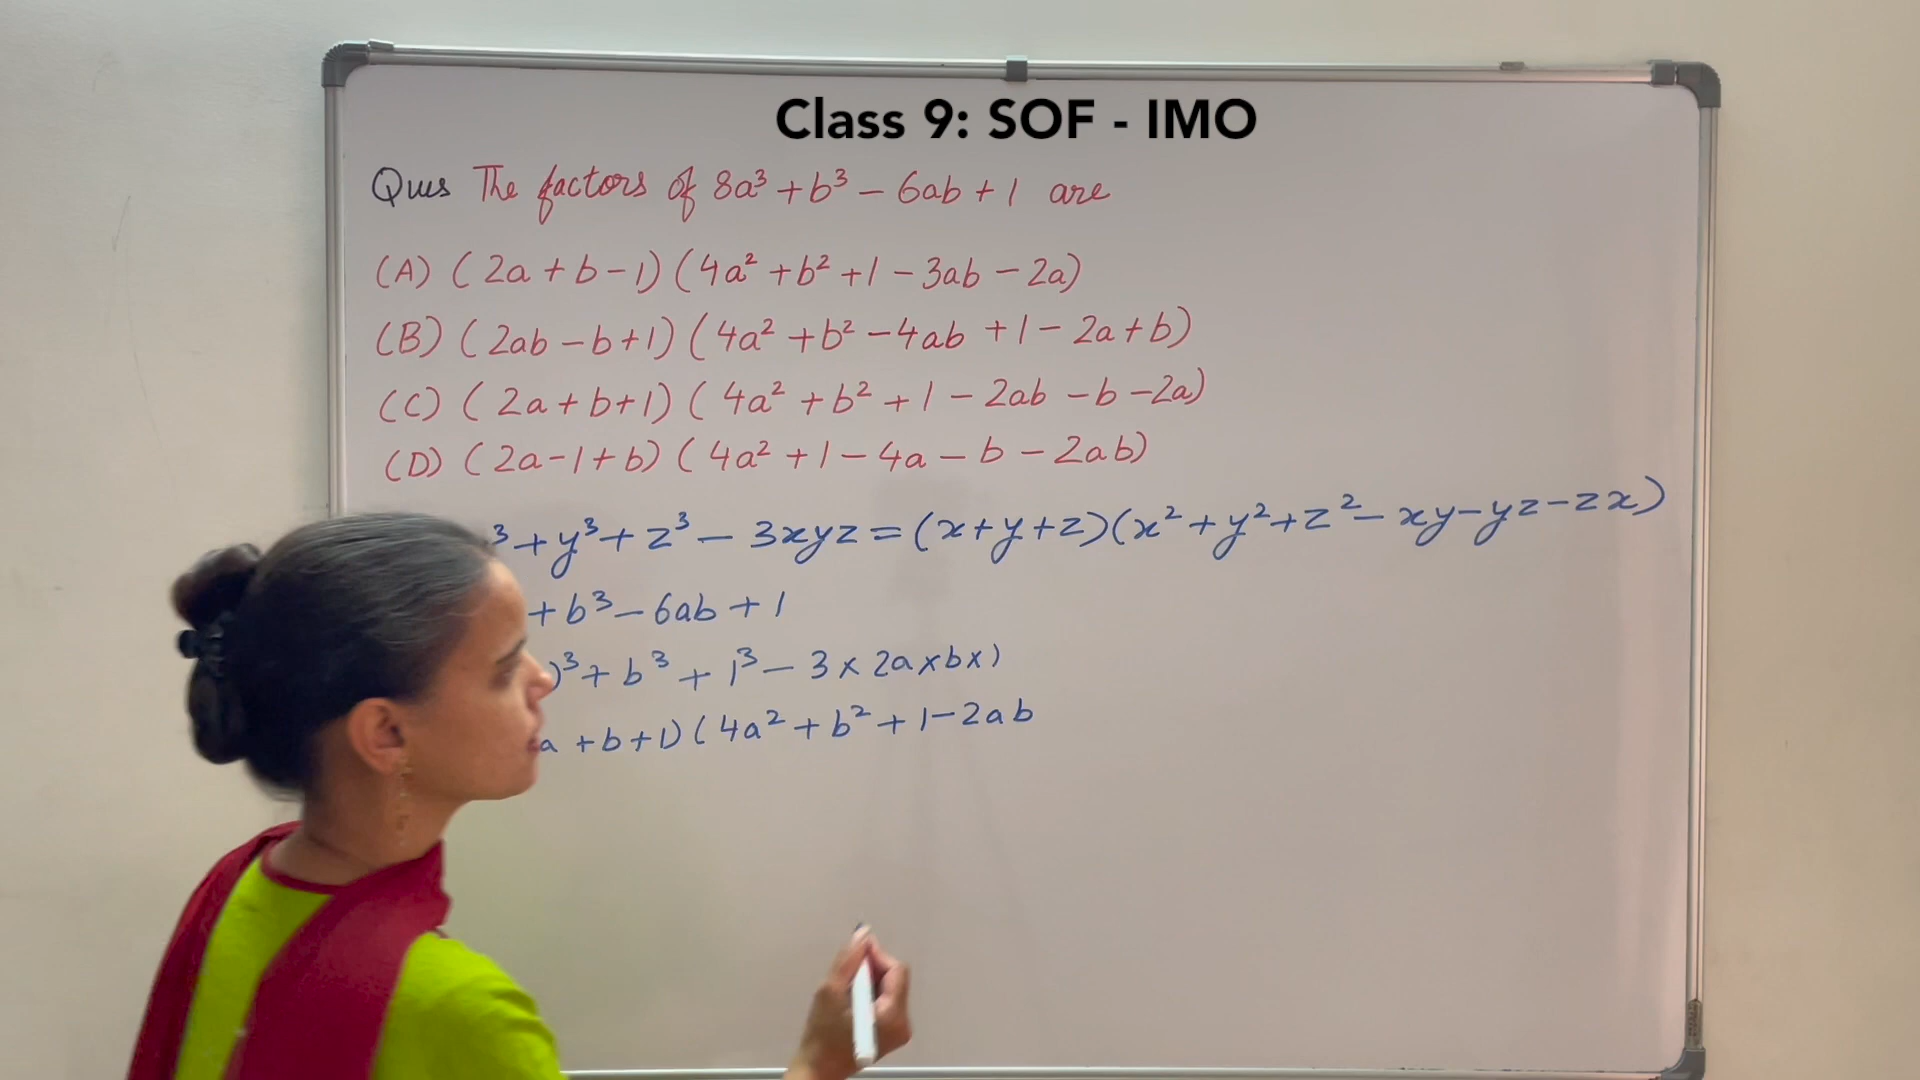 Class 9: SOF - IMO
Ques The factors of 8a³ + b³ - 6ab + 1 are
(A) (2a + b - 1) (4a² + b² + 1 - 3ab - 2a)
(B) (2ab - b + 1) (4a² + b² - 4ab + 1 - 2a + b)
(C) (2a + b + 1) (4a² + b² + 1 - 2ab - b - 2a)
(D) (2a - 1 + b) (4a² + 1 - 4a - b - 2ab)
³ + y³ + z³ - 3xyz = (x + y + z)(x² + y² + z² - xy - yz - zx)
+ b³ - 6ab + 1
)³ + b³ + 1³ - 3 × 2a × b × )
a + b + 1) (4a² + b² + 1 - 2ab